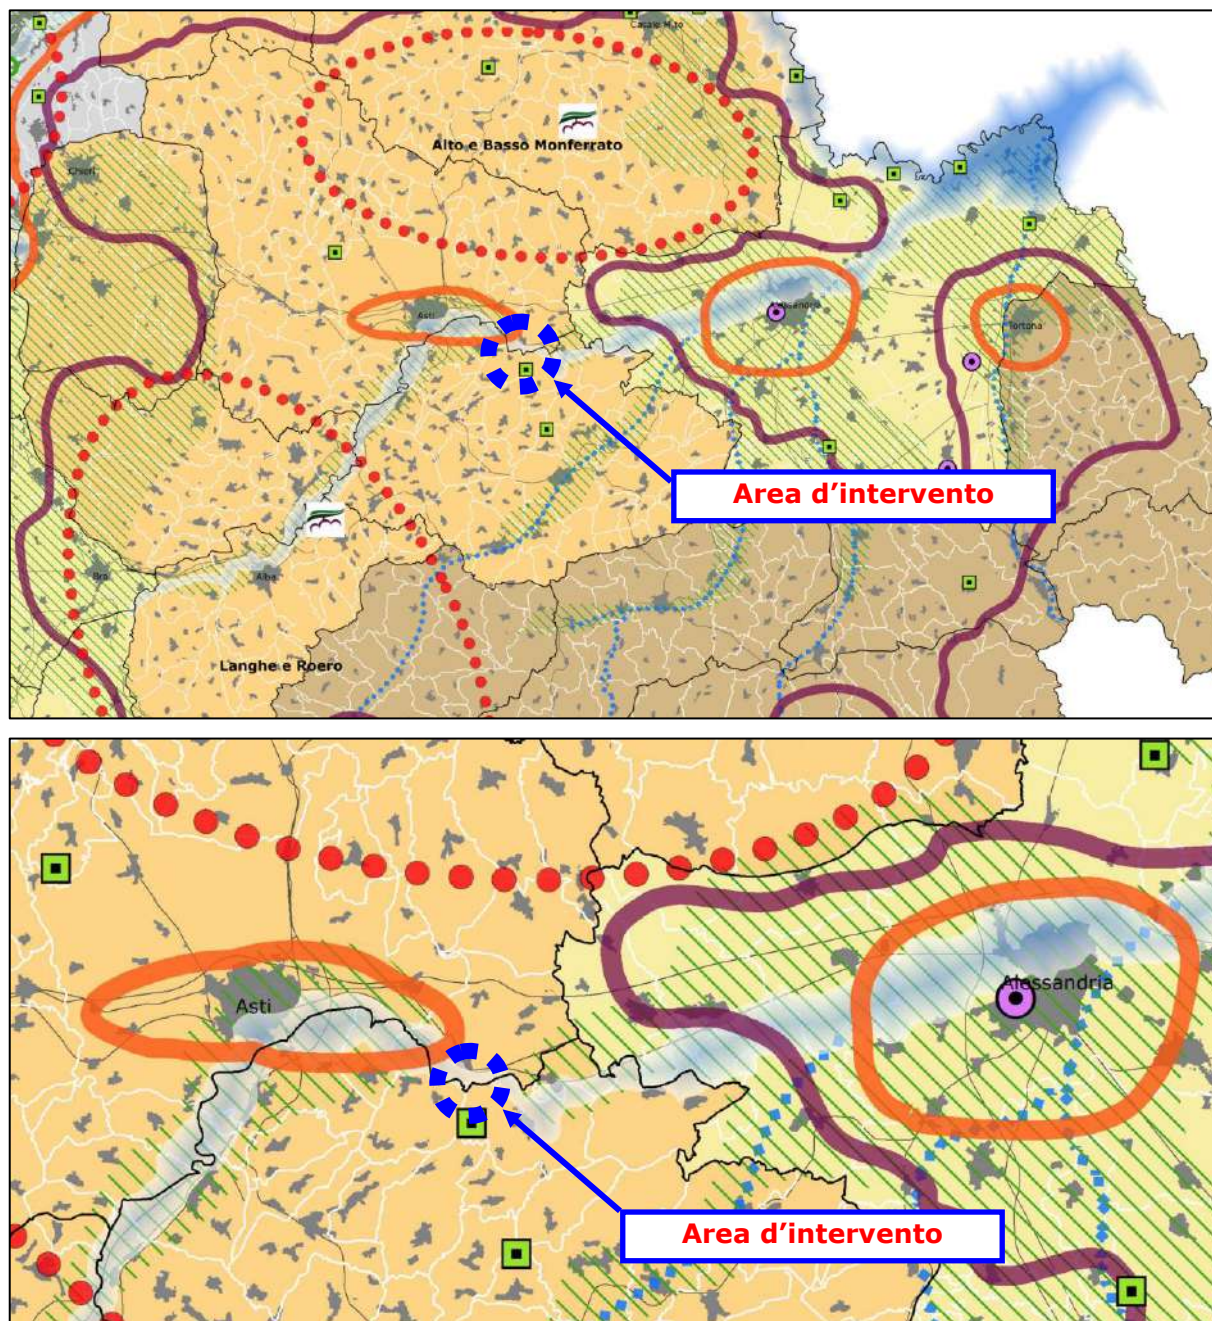 Casale M.to
Alto e Basso Monferrato
Chieri
Asti
Alessandria
Tortona
Area d’intervento
Bra
Alba
Langhe e Roero
Asti
Alessandria
Area d’intervento